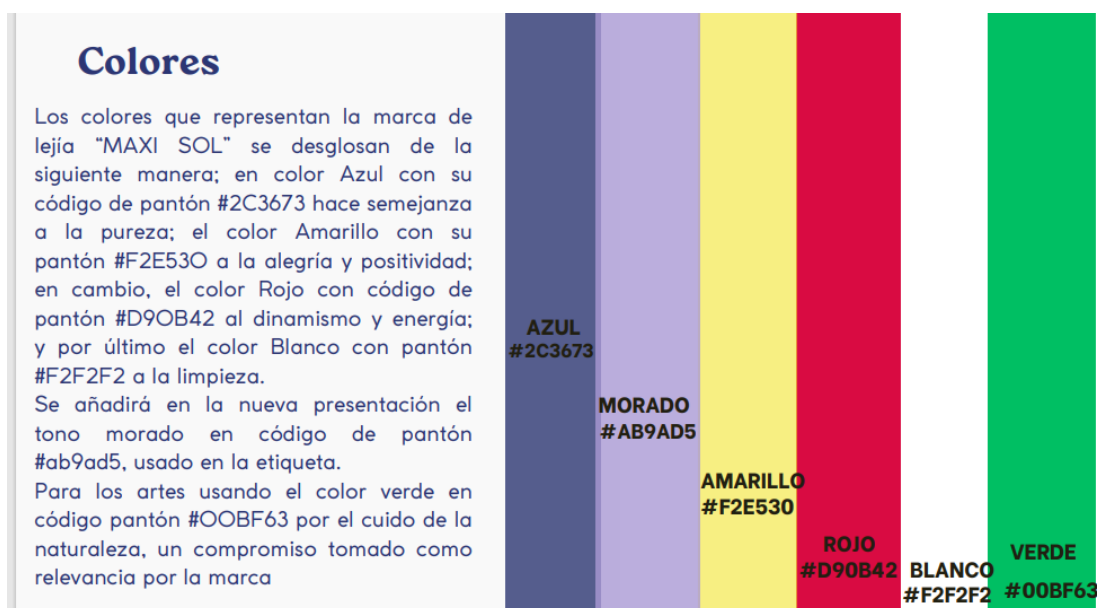 Colores
Los colores que representan la marca de
lejía “MAXI SOL” se desglosan de la
siguiente manera; en color Azul con su
código de pantón #2C3673 hace semejanza
a la pureza; el color Amarillo con su
pantón #F2E530 a la alegría y positividad;
en cambio, el color Rojo con código de
pantón #D90B42 al dinamismo y energía;
y por último el color Blanco con pantón
#F2F2F2 a la limpieza.
Se añadirá en la nueva presentación el
tono morado en código de pantón
#ab9ad5, usado en la etiqueta.
Para los artes usando el color verde en
código pantón #00BF63 por el cuido de la
naturaleza, un compromiso tomado como
relevancia por la marca
AZUL
#2C3673
MORADO
#AB9AD5
AMARILLO
#F2E530
ROJO
#D90B42
BLANCO
#F2F2F2
VERDE
#00BF63